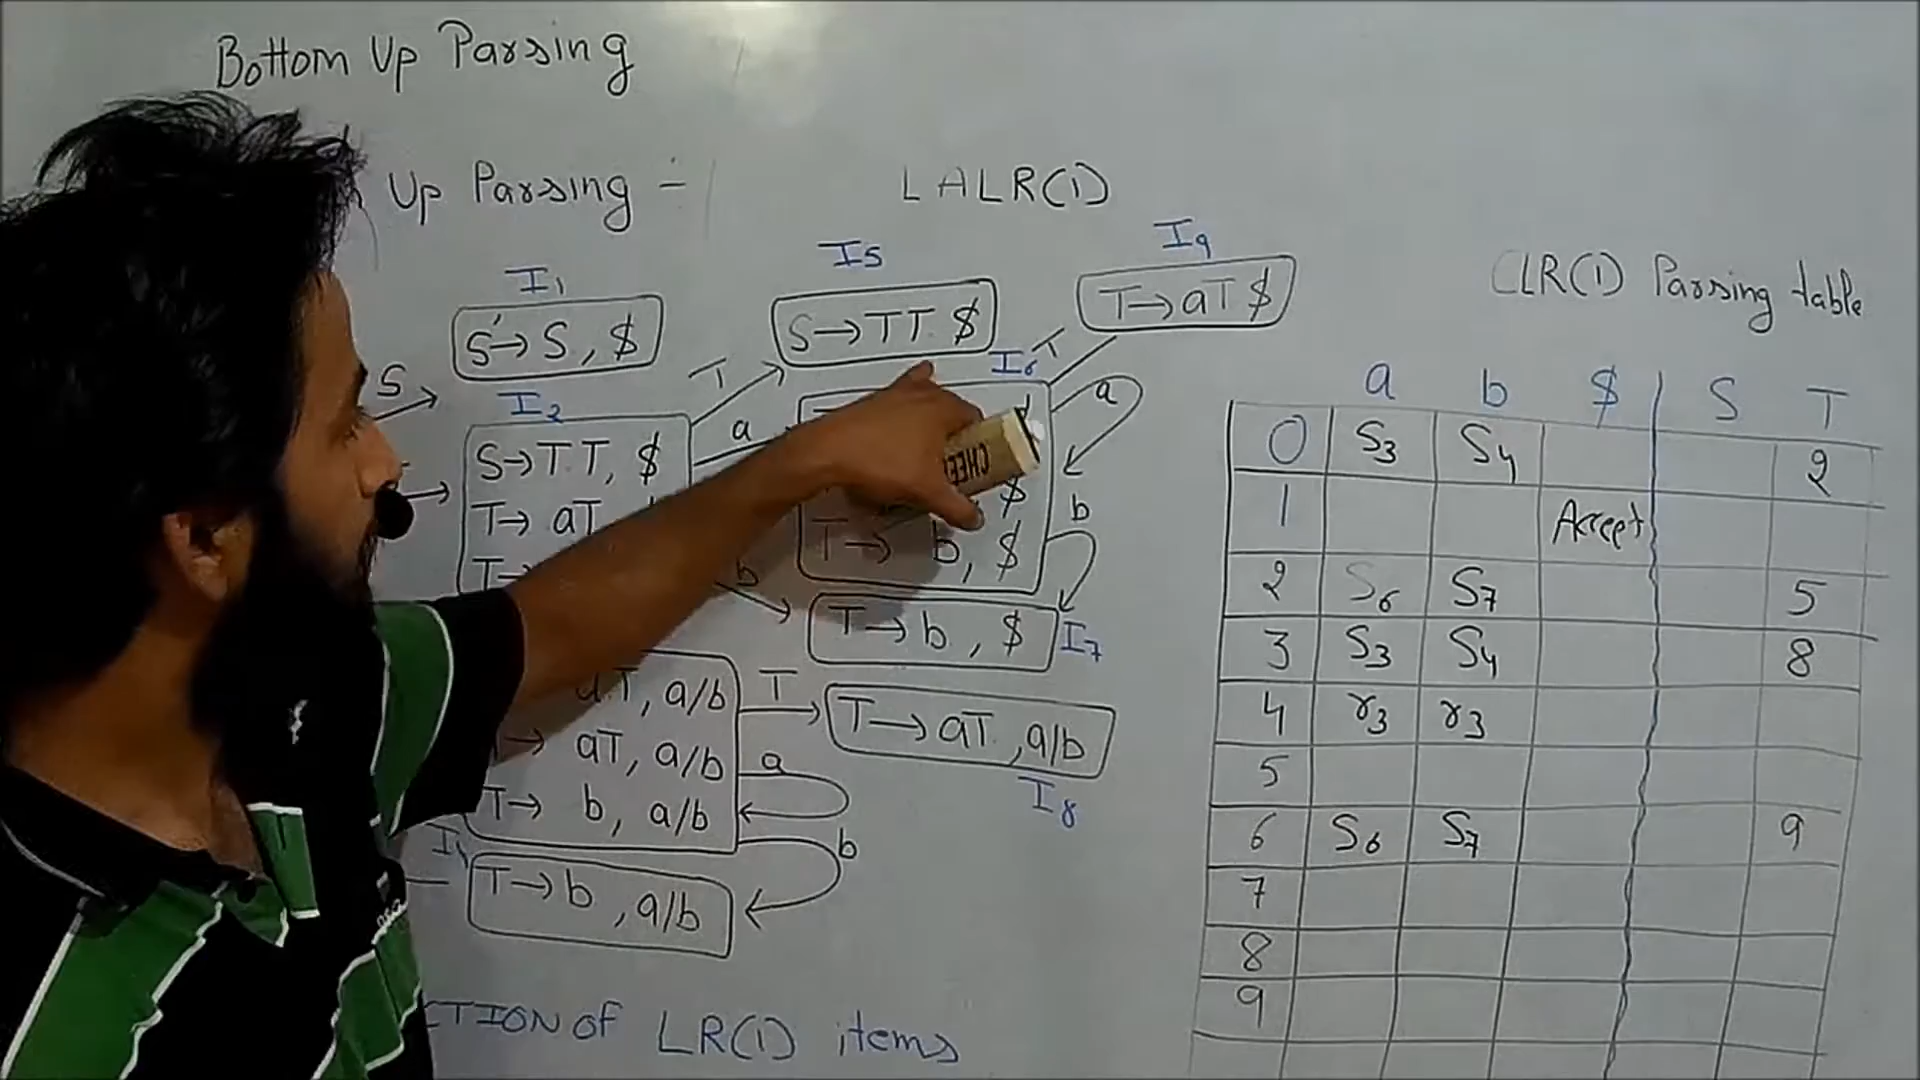 Bottom Up Parsing
Up Parsing -
LALR(1)
I1
S'→ S , $
I5
S→TT. $
I9
T→aT $
CLR(1) Parsing table
S
I2
S→T.T, $
T→ aT
T→
T
a
b
I6
T
a
b
$
T→ b, $
T→ b , $
I7
a.T, a/b
→ aT, a/b
T→ b, a/b
T
a
b
T→ aT. , a/b
I8
T→b , a/b
CTION OF LR(1) items
a b $ S T
0 S3 S4 2
1 Accept
2 S6 S7 5
3 S3 S4 8
4 r3 r3
5
6 S6 S7 9
7
8
9